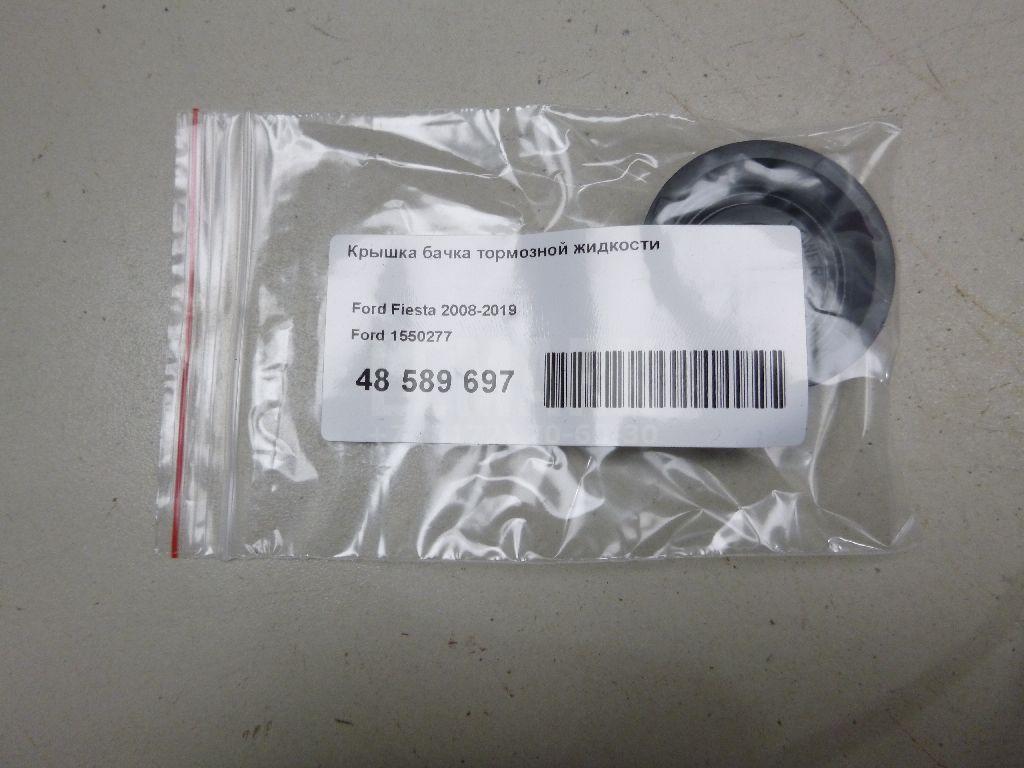 Крышка бачка тормозной жидкости
Ford Fiesta 2008-2019
Ford 1550277
48 589 697